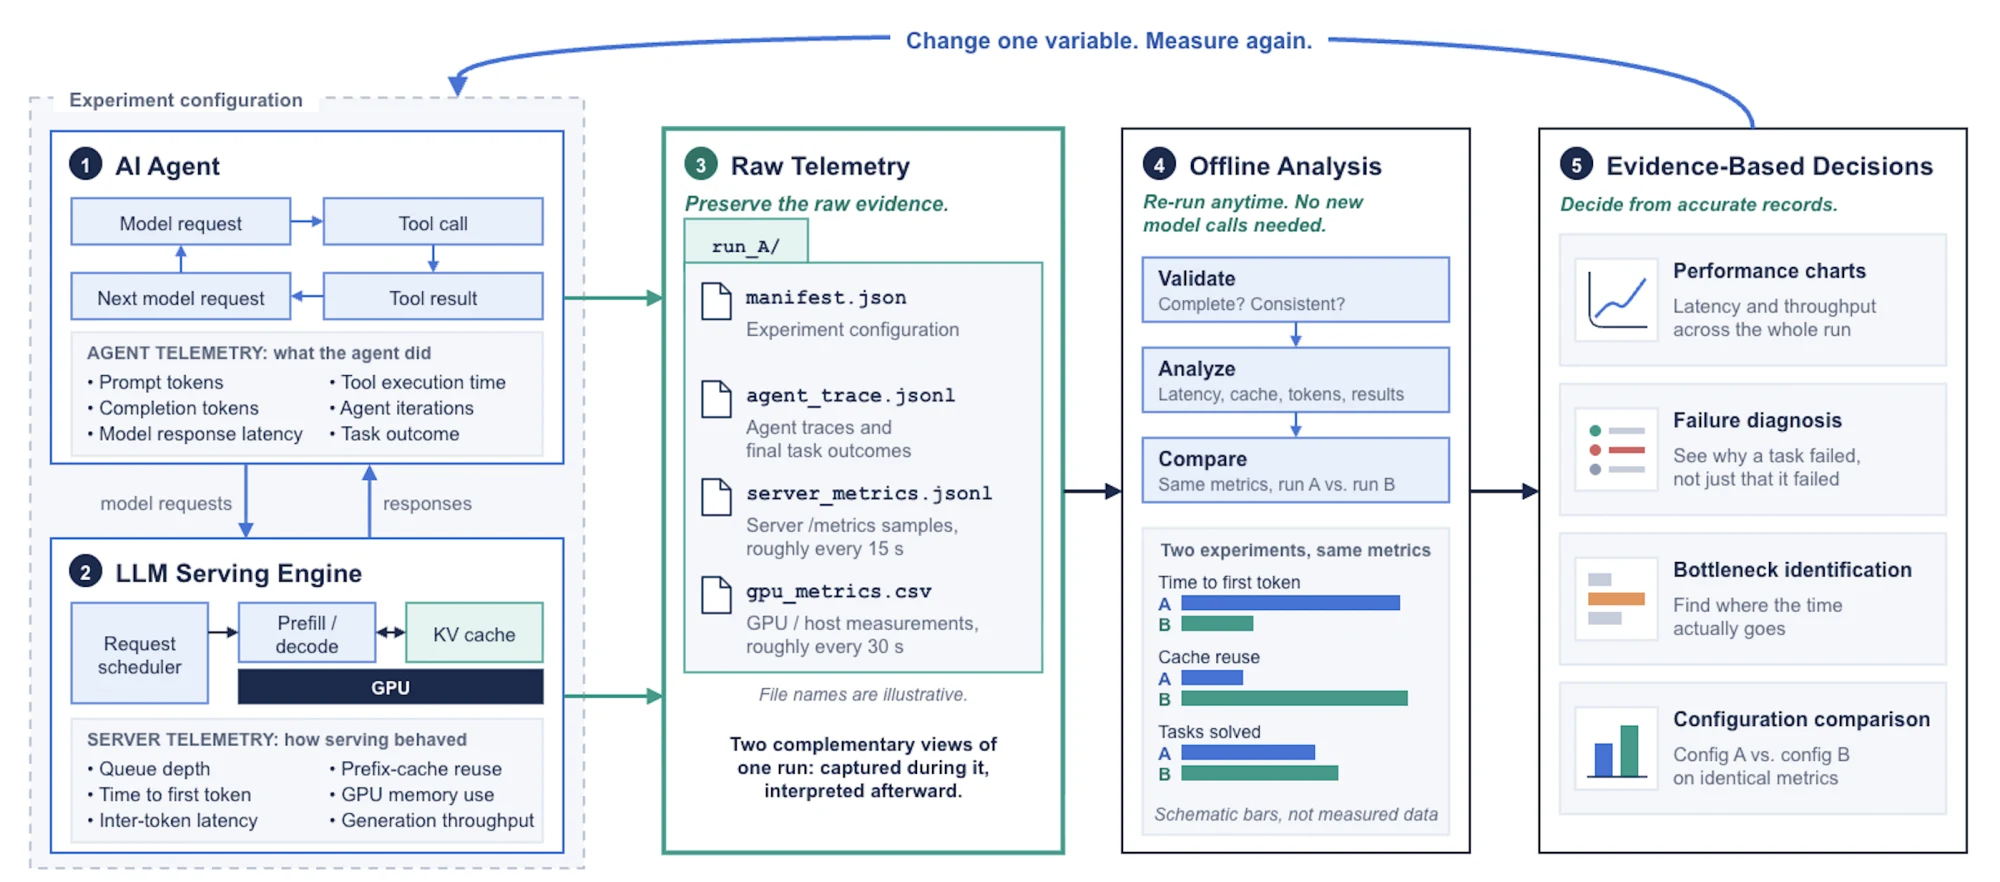 Change one variable. Measure again.
Experiment configuration
1 AI Agent
Model request
Tool call
Next model request
Tool result
AGENT TELEMETRY: what the agent did
• Prompt tokens
• Completion tokens
• Model response latency
• Tool execution time
• Agent iterations
• Task outcome
model requests
responses
2 LLM Serving Engine
Request
scheduler
Prefill /
decode
KV cache
GPU
SERVER TELEMETRY: how serving behaved
• Queue depth
• Time to first token
• Inter-token latency
• Prefix-cache reuse
• GPU memory use
• Generation throughput
3 Raw Telemetry
Preserve the raw evidence.
run_A/
manifest.json
Experiment configuration
agent_trace.jsonl
Agent traces and
final task outcomes
server_metrics.jsonl
Server /metrics samples,
roughly every 15 s
gpu_metrics.csv
GPU / host measurements,
roughly every 30 s
File names are illustrative.
Two complementary views of
one run: captured during it,
interpreted afterward.
4 Offline Analysis
Re-run anytime. No new
model calls needed.
Validate
Complete? Consistent?
Analyze
Latency, cache, tokens, results
Compare
Same metrics, run A vs. run B
Two experiments, same metrics
Time to first token
A
B
Cache reuse
A
B
Tasks solved
A
B
Schematic bars, not measured data
5 Evidence-Based Decisions
Decide from accurate records.
Performance charts
Latency and throughput
across the whole run
Failure diagnosis
See why a task failed,
not just that it failed
Bottleneck identification
Find where the time
actually goes
Configuration comparison
Config A vs. config B
on identical metrics